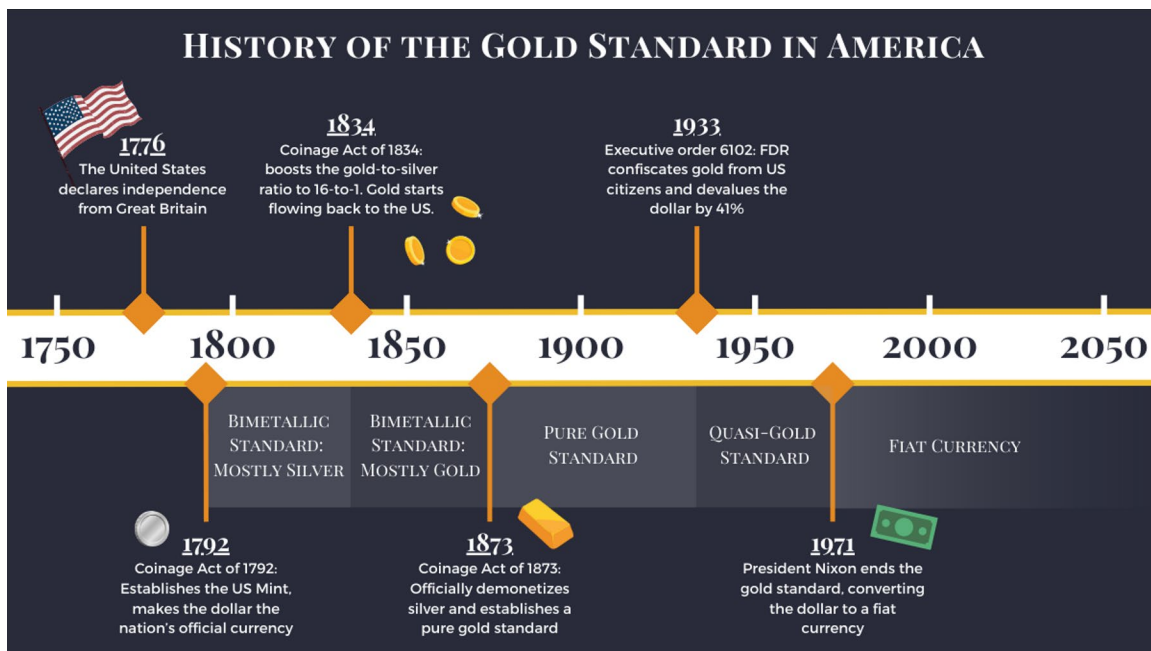 History of the Gold Standard in America
1776
The United States
declares independence
from Great Britain
1834
Coinage Act of 1834:
boosts the gold-to-silver
ratio to 16-to-1. Gold starts
flowing back to the US.
1933
Executive order 6102: FDR
confiscates gold from US
citizens and devalues the
dollar by 41%
1750
1800
1850
1900
1950
2000
2050
Bimetallic
Standard:
Mostly Silver
Bimetallic
Standard:
Mostly Gold
Pure Gold
Standard
Quasi-Gold
Standard
Fiat Currency
1792
Coinage Act of 1792:
Establishes the US Mint,
makes the dollar the
nation's official currency
1873
Coinage Act of 1873:
Officially demonetizes
silver and establishes a
pure gold standard
1971
President Nixon ends the
gold standard, converting
the dollar to a fiat
currency